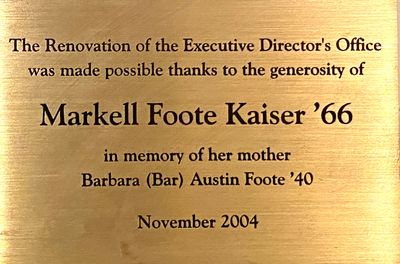 The Renovation of the Executive Director's Office
was made possible thanks to the generosity of
Markell Foote Kaiser ’66
in memory of her mother
Barbara (Bar) Austin Foote ’40
November 2004